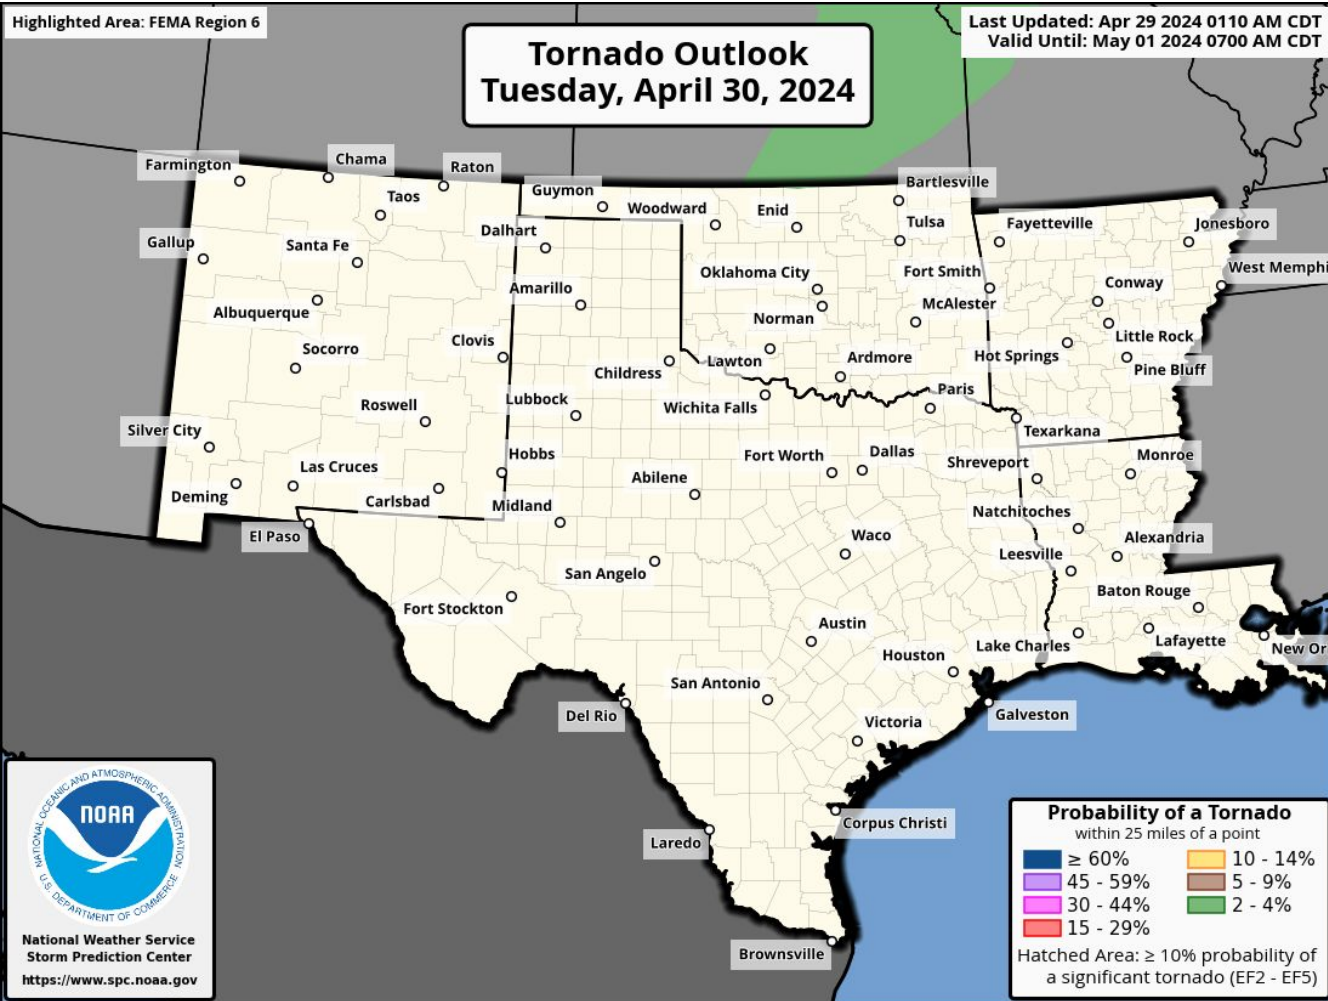 Highlighted Area: FEMA Region 6
Last Updated: Apr 29 2024 0110 AM CDT
Valid Until: May 01 2024 0700 AM CDT
Tornado Outlook
Tuesday, April 30, 2024
Farmington
Chama
Raton
Taos
Guymon
Woodward
Enid
Bartlesville
Tulsa
Fayetteville
Jonesboro
Gallup
Santa Fe
Dalhart
Oklahoma City
Fort Smith
West Memphi
Amarillo
Conway
Albuquerque
Norman
McAlester
Socorro
Clovis
Childress
Lawton
Ardmore
Hot Springs
Little Rock
Pine Bluff
Roswell
Lubbock
Wichita Falls
Paris
Silver City
Texarkana
Las Cruces
Hobbs
Abilene
Fort Worth
Dallas
Shreveport
Monroe
Deming
Carlsbad
Midland
Natchitoches
El Paso
Waco
Alexandria
San Angelo
Leesville
Fort Stockton
Baton Rouge
Austin
Lake Charles
Lafayette
New Or
Houston
San Antonio
Del Rio
Victoria
Galveston
Corpus Christi
Laredo
Brownsville
NATIONAL OCEANIC AND ATMOSPHERIC ADMINISTRATION
NOAA
U.S. DEPARTMENT OF COMMERCE
National Weather Service
Storm Prediction Center
https://www.spc.noaa.gov
Probability of a Tornado
within 25 miles of a point
≥ 60%
10 - 14%
45 - 59%
5 - 9%
30 - 44%
2 - 4%
15 - 29%
Hatched Area: ≥ 10% probability of
a significant tornado (EF2 - EF5)